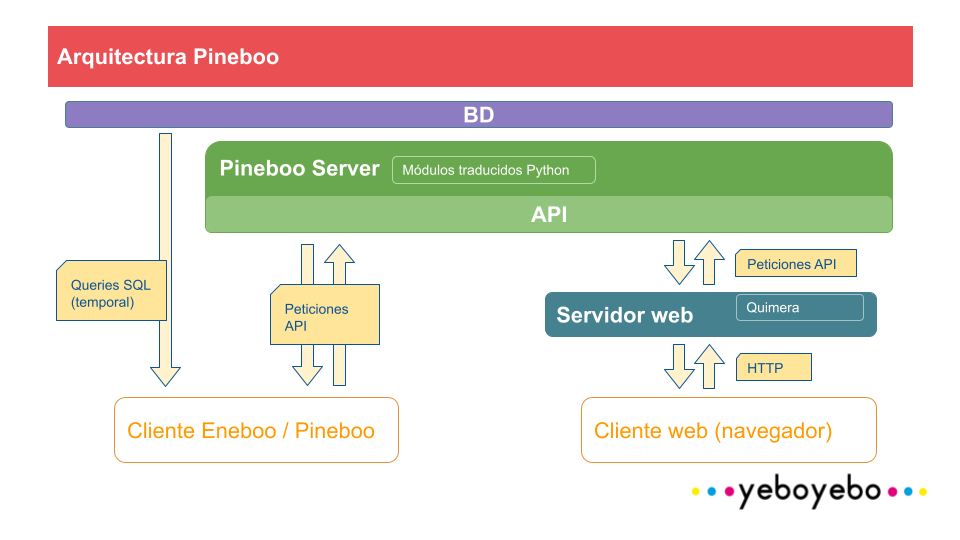 Arquitectura Pineboo
BD
Pineboo Server
Módulos traducidos Python
API
Queries SQL
(temporal)
Peticiones
API
Peticiones API
Servidor web
Quimera
HTTP
Cliente Eneboo / Pineboo
Cliente web (navegador)
yeboyebo